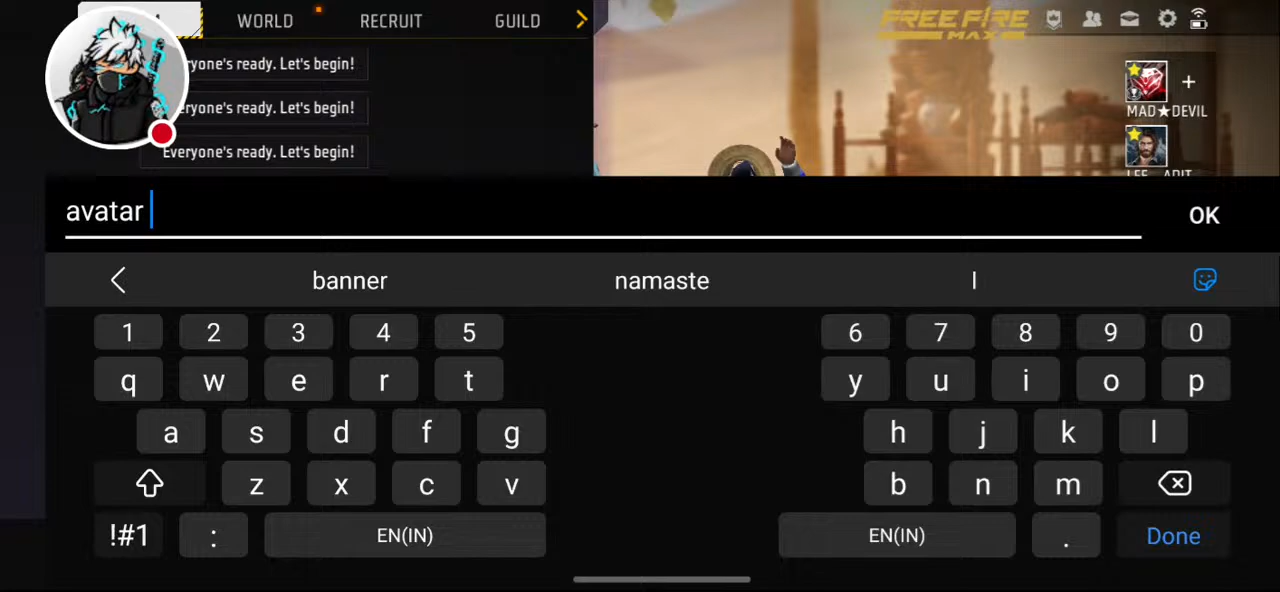 WORLD
RECRUIT
GUILD
FREE FIRE
MAX
everyone's ready. Let's begin!
everyone's ready. Let's begin!
Everyone's ready. Let's begin!
+
MAD★DEVIL
avatar
OK
banner
namaste
l
1 2 3 4 5 6 7 8 9 0
q w e r t y u i o p
a s d f g h j k l
z x c v b n m
!#1 : EN(IN) EN(IN) . Done